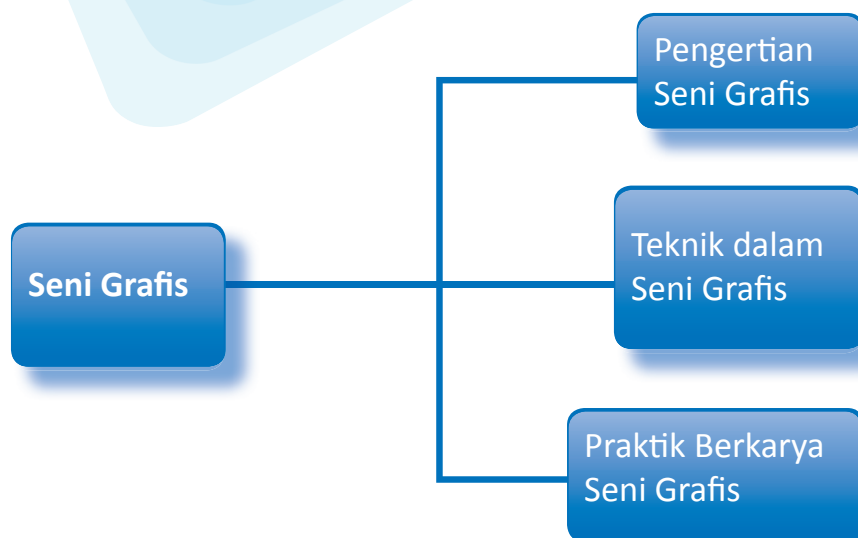 Pengertian
Seni Grafis
Seni Grafis
Teknik dalam
Seni Grafis
Praktik Berkarya
Seni Grafis